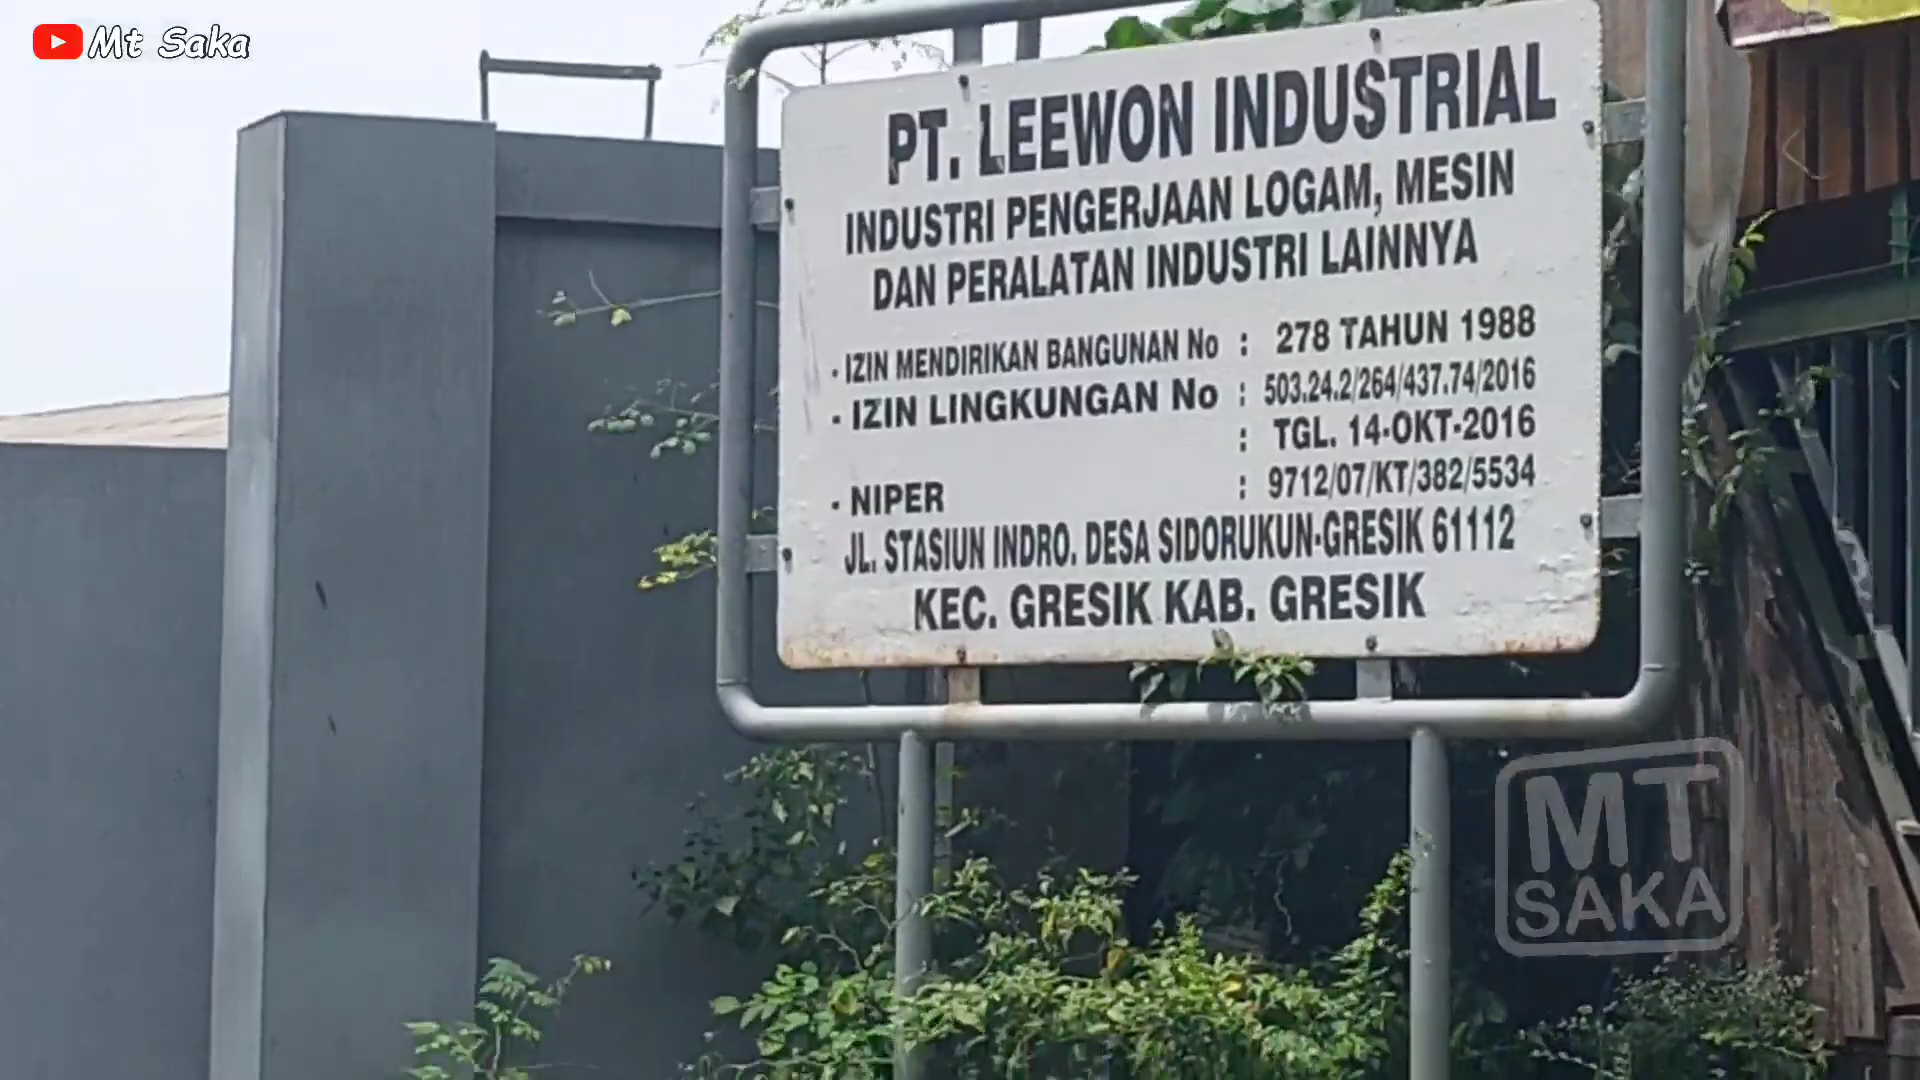 Mt Saka
PT. LEEWON INDUSTRIAL
INDUSTRI PENGERJAAN LOGAM, MESIN
DAN PERALATAN INDUSTRI LAINNYA
- IZIN MENDIRIKAN BANGUNAN No : 278 TAHUN 1988
- IZIN LINGKUNGAN No : 503.24.2/264/437.74/2016
: TGL. 14-OKT-2016
- NIPER : 9712/07/KT/382/5534
JL. STASIUN INDRO. DESA SIDORUKUN-GRESIK 61112
KEC. GRESIK KAB. GRESIK
MT
SAKA